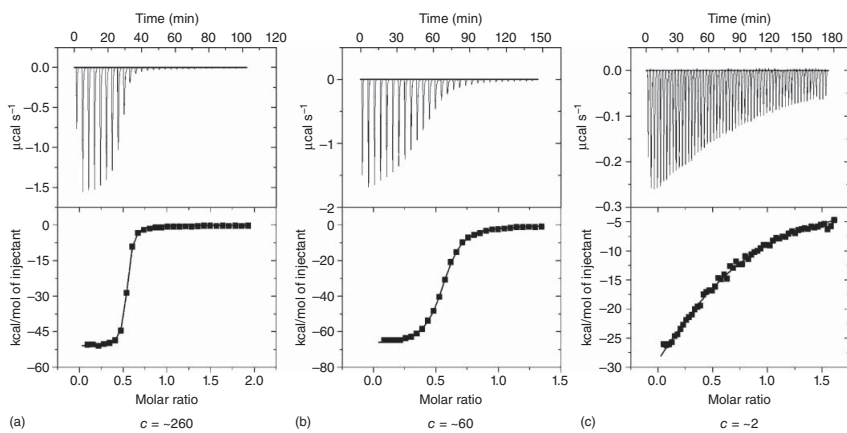 Time (min)
0 20 40 60 80 100 120
0.0
−0.5
−1.0
−1.5
µcal s⁻¹
0
−15
−30
−45
−60
kcal/mol of injectant
0.0 0.5 1.0 1.5 2.0
Molar ratio
(a) c = ~260
Time (min)
0 30 60 90 120 150
0
−1
−2
µcal s⁻¹
0
−20
−40
−60
−80
kcal/mol of injectant
0.0 0.5 1.0 1.5
Molar ratio
(b) c = ~60
Time (min)
0 30 60 90 120 150 180
0.0
−0.1
−0.2
−0.3
µcal s⁻¹
−5
−10
−15
−20
−25
−30
kcal/mol of injectant
0.0 0.5 1.0 1.5
Molar ratio
(c) c = ~2